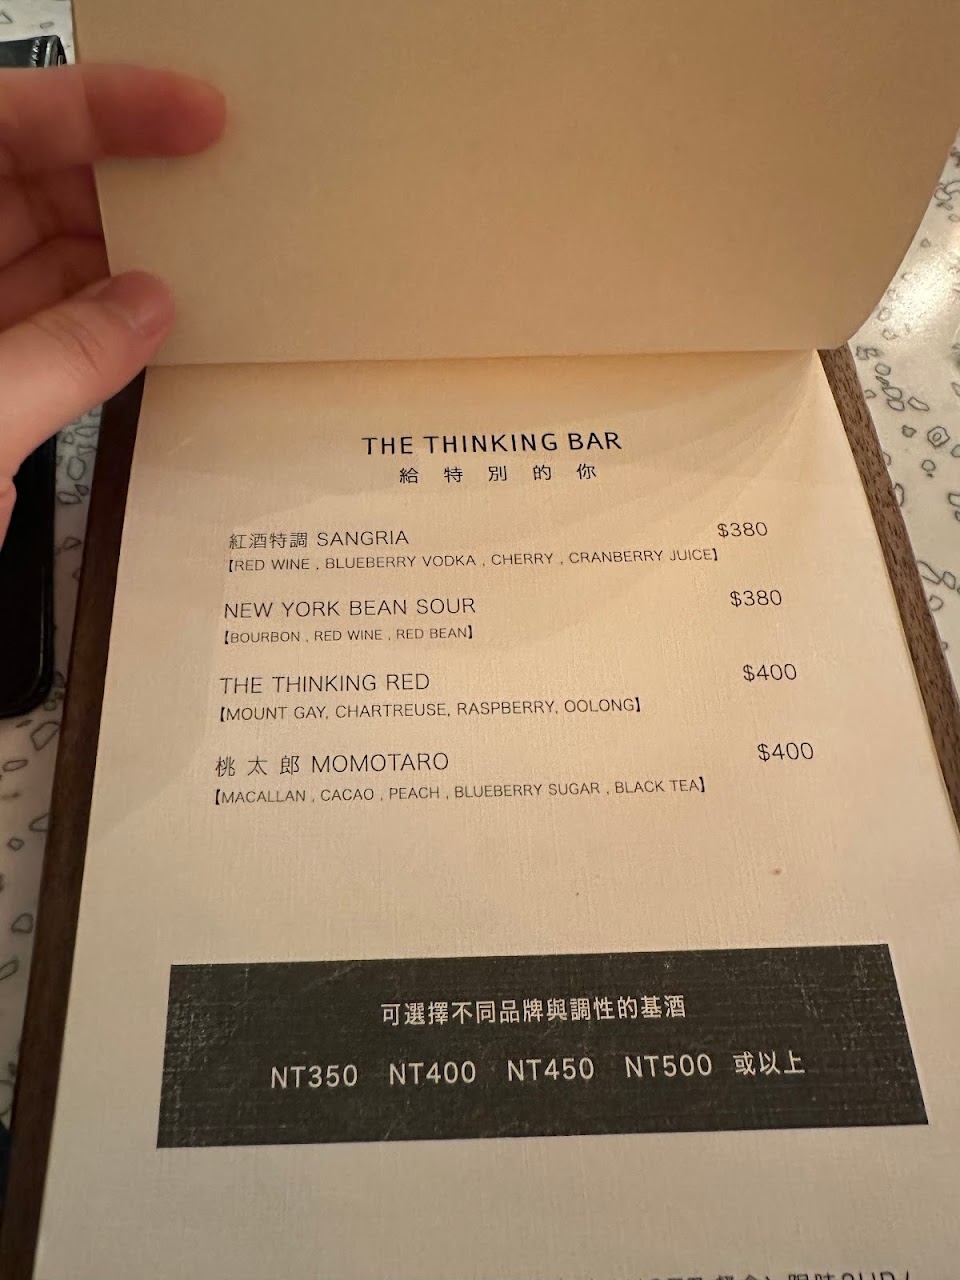 THE THINKING BAR
給特別的你
紅酒特調 SANGRIA $380
【RED WINE , BLUEBERRY VODKA , CHERRY , CRANBERRY JUICE】
NEW YORK BEAN SOUR $380
【BOURBON , RED WINE , RED BEAN】
THE THINKING RED $400
【MOUNT GAY, CHARTREUSE, RASPBERRY, OOLONG】
桃太郎 MOMOTARO $400
【MACALLAN , CACAO , PEACH , BLUEBERRY SUGAR , BLACK TEA】
可選擇不同品牌與調性的基酒
NT350 NT400 NT450 NT500 或以上